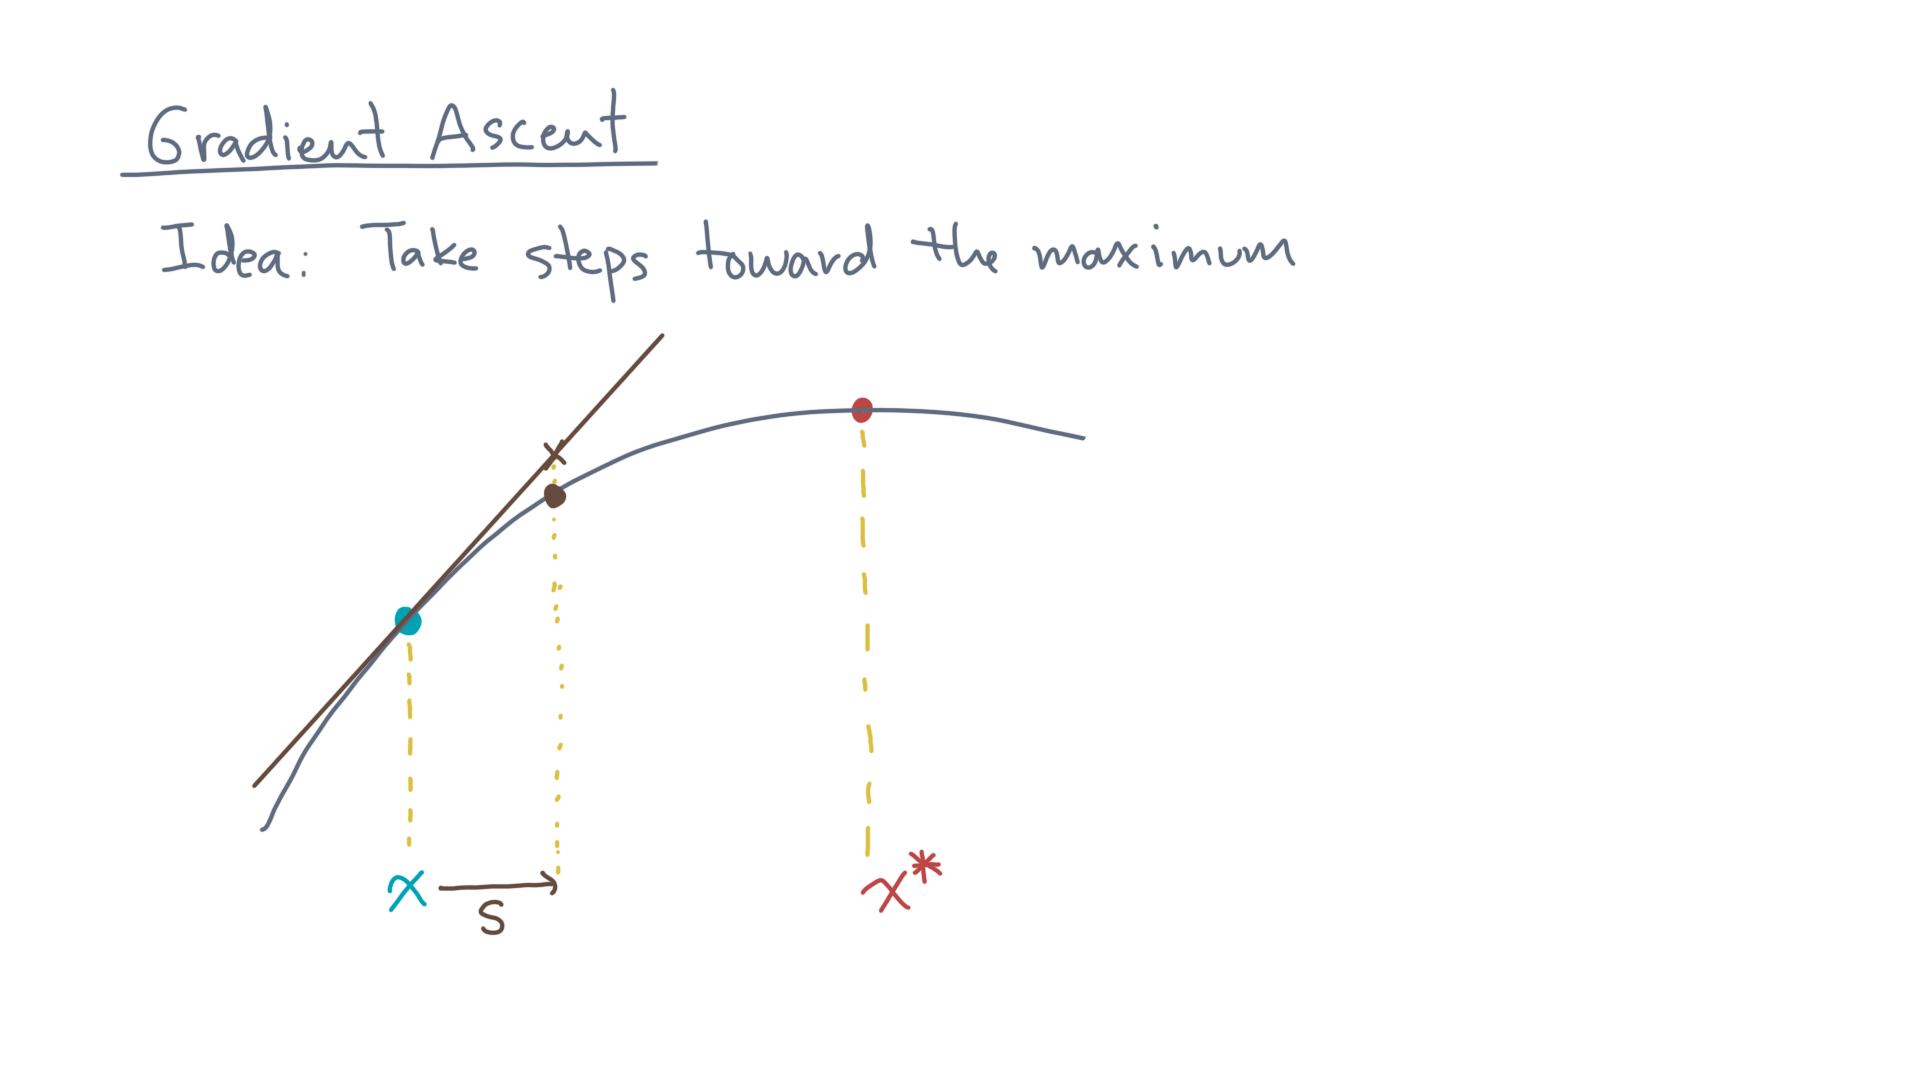 Gradient Ascent
Idea: Take steps toward the maximum
x
s
x*